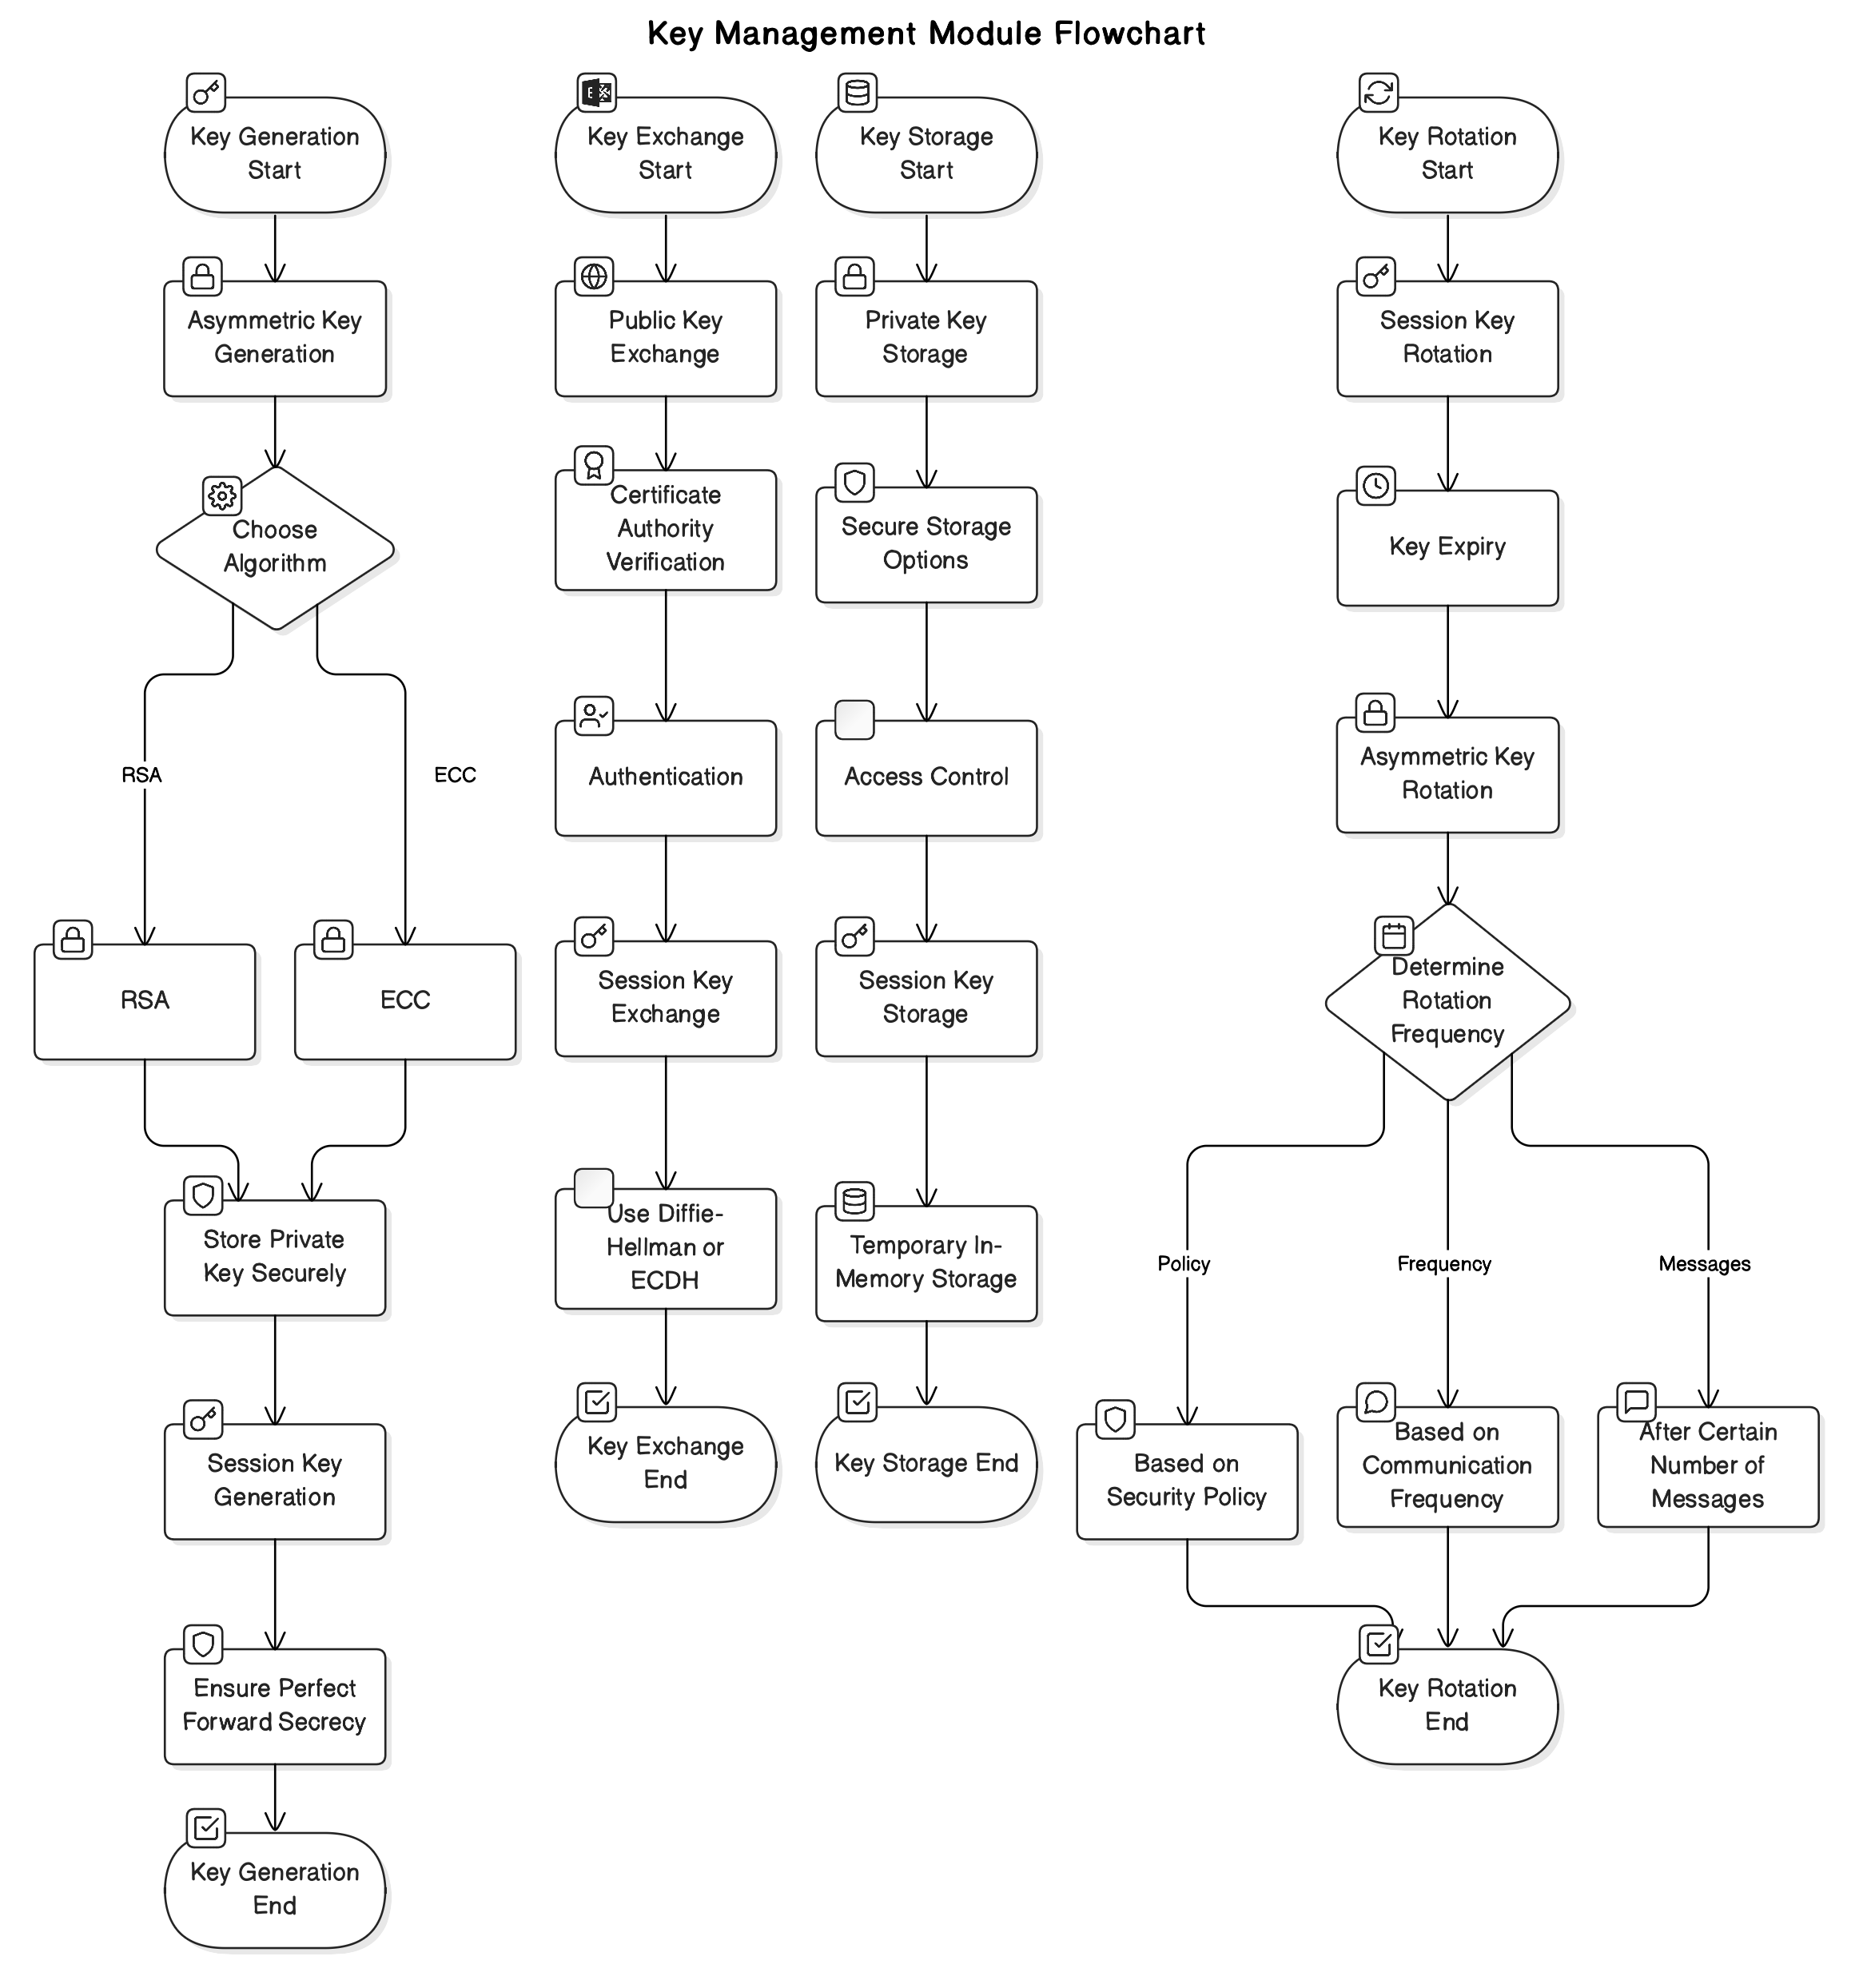 Key Management Module Flowchart
Key Generation
Start
Asymmetric Key
Generation
Choose
Algorithm
RSA
ECC
RSA
ECC
Store Private
Key Securely
Session Key
Generation
Ensure Perfect
Forward Secrecy
Key Generation
End
Key Exchange
Start
Public Key
Exchange
Certificate
Authority
Verification
Authentication
Session Key
Exchange
Use Diffie-
Hellman or
ECDH
Key Exchange
End
Key Storage
Start
Private Key
Storage
Secure Storage
Options
Access Control
Session Key
Storage
Temporary In-
Memory Storage
Key Storage End
Key Rotation
Start
Session Key
Rotation
Key Expiry
Asymmetric Key
Rotation
Determine
Rotation
Frequency
Policy
Frequency
Messages
Based on
Security Policy
Based on
Communication
Frequency
After Certain
Number of
Messages
Key Rotation
End